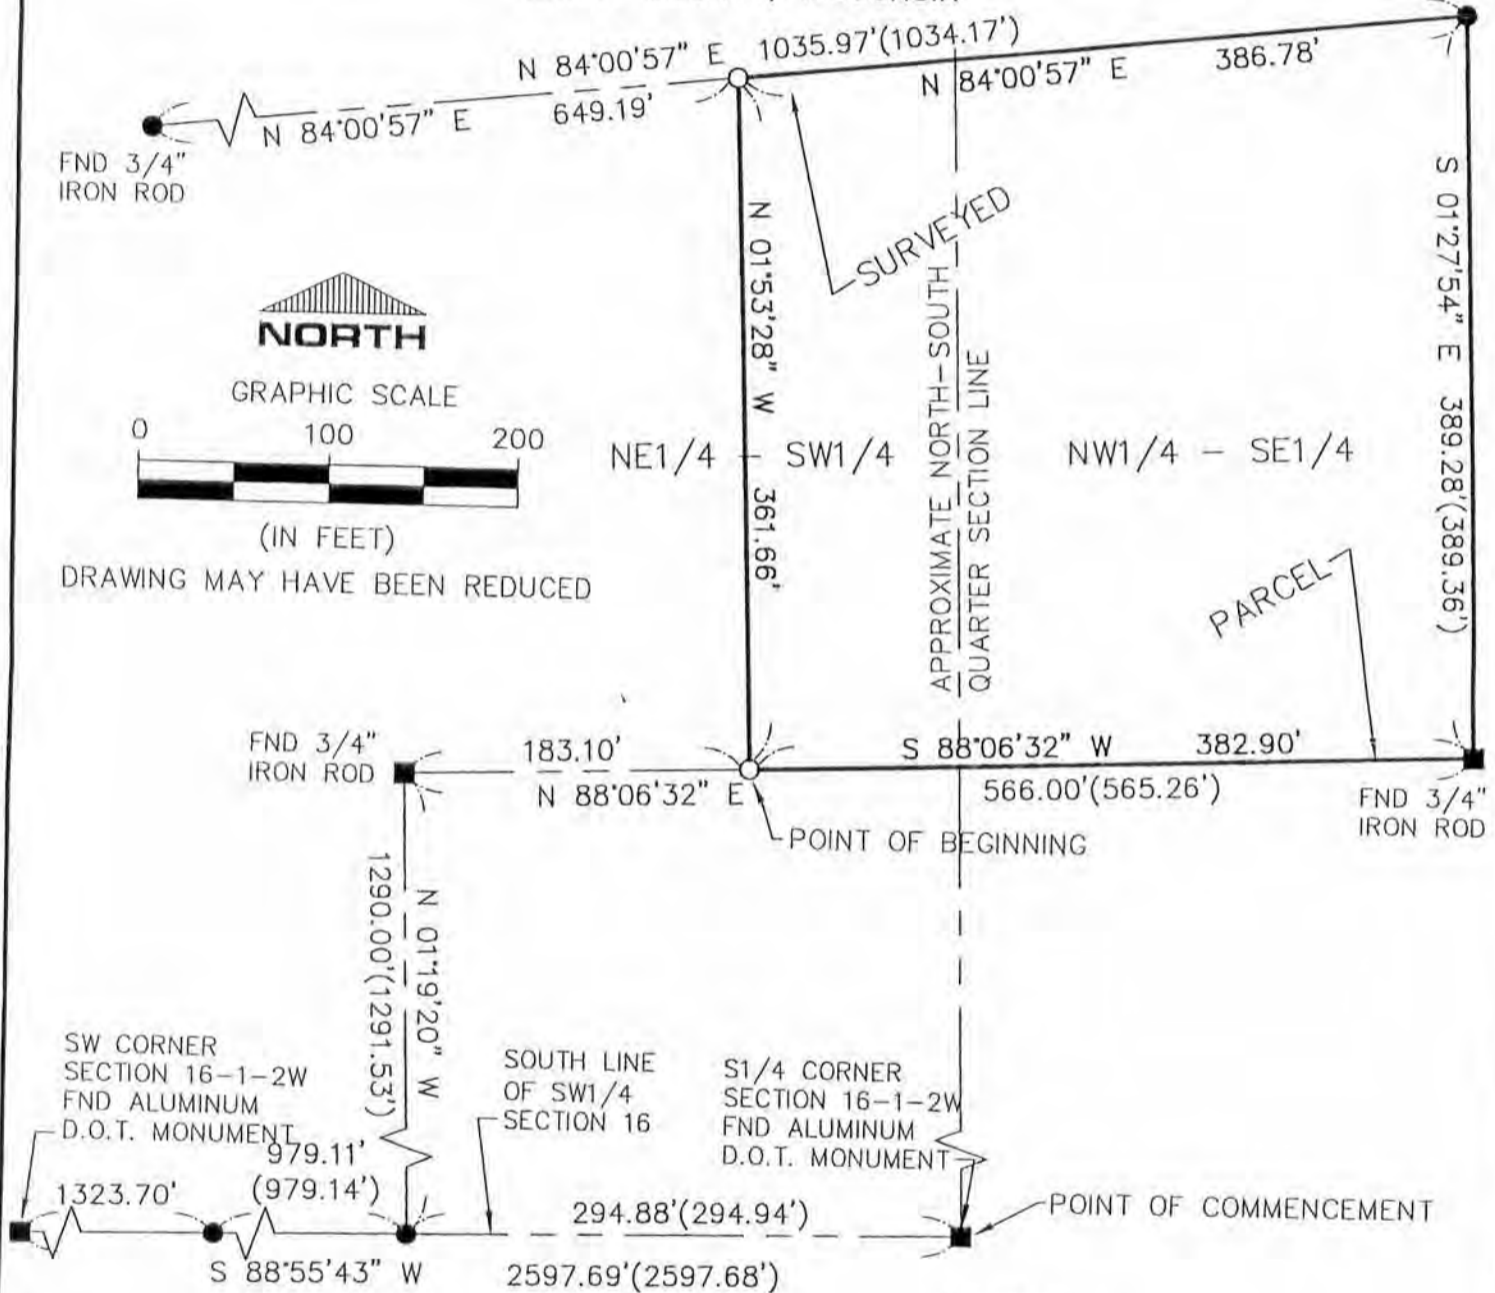 1035.97'(1034.17')
N 84°00'57" E
386.78'
N 84°00'57" E
649.19'
N 84°00'57" E
FND 3/4"
IRON ROD
S 01°27'54" E 389.28'(389.36')
N 01°53'28" W 361.66'
SURVEYED
NORTH
GRAPHIC SCALE
0 100 200
(IN FEET)
DRAWING MAY HAVE BEEN REDUCED
NE1/4 - SW1/4
NW1/4 - SE1/4
APPROXIMATE NORTH-SOUTH
QUARTER SECTION LINE
PARCEL
FND 3/4"
IRON ROD
183.10'
N 88°06'32" E
S 88°06'32" W 382.90'
566.00'(565.26')
FND 3/4"
IRON ROD
POINT OF BEGINNING
N 01°19'20" W
1290.00'(1291.53')
SW CORNER
SECTION 16-1-2W
FND ALUMINUM
D.O.T. MONUMENT
979.11'
(979.14')
1323.70'
SOUTH LINE
OF SW1/4
SECTION 16
S1/4 CORNER
SECTION 16-1-2W
FND ALUMINUM
D.O.T. MONUMENT
294.88'(294.94')
POINT OF COMMENCEMENT
S 88°55'43" W 2597.69'(2597.68')